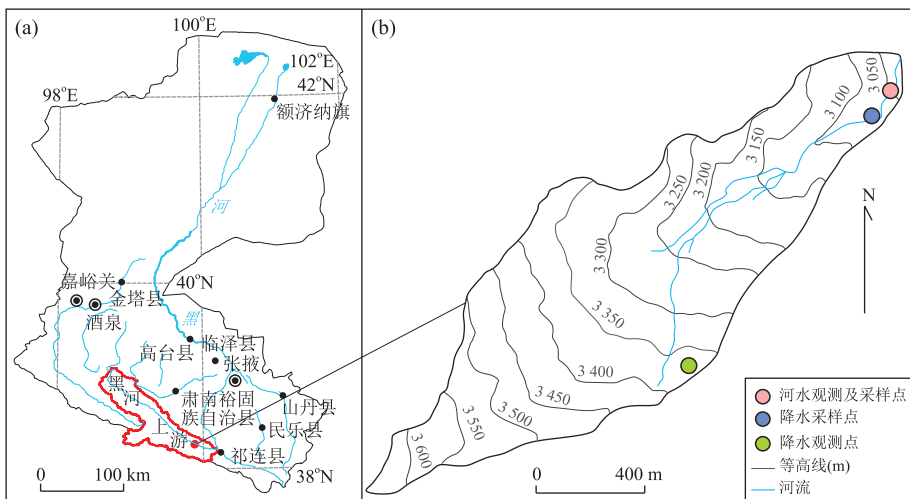 (a)
100°E
102°E
98°E
42°N
额济纳旗
河
嘉峪关
40°N
金塔县
酒泉
黑
临泽县
高台县
张掖
黑
河
肃南裕固
族自治县
山丹县
上
游
民乐县
祁连县
38°N
0 100 km
(b)
3 050
3 100
3 150
3 200
3 250
3 300
3 350
3 400
3 450
3 500
3 550
3 600
N
0 400 m
河水观测及采样点
降水采样点
降水观测点
等高线(m)
河流